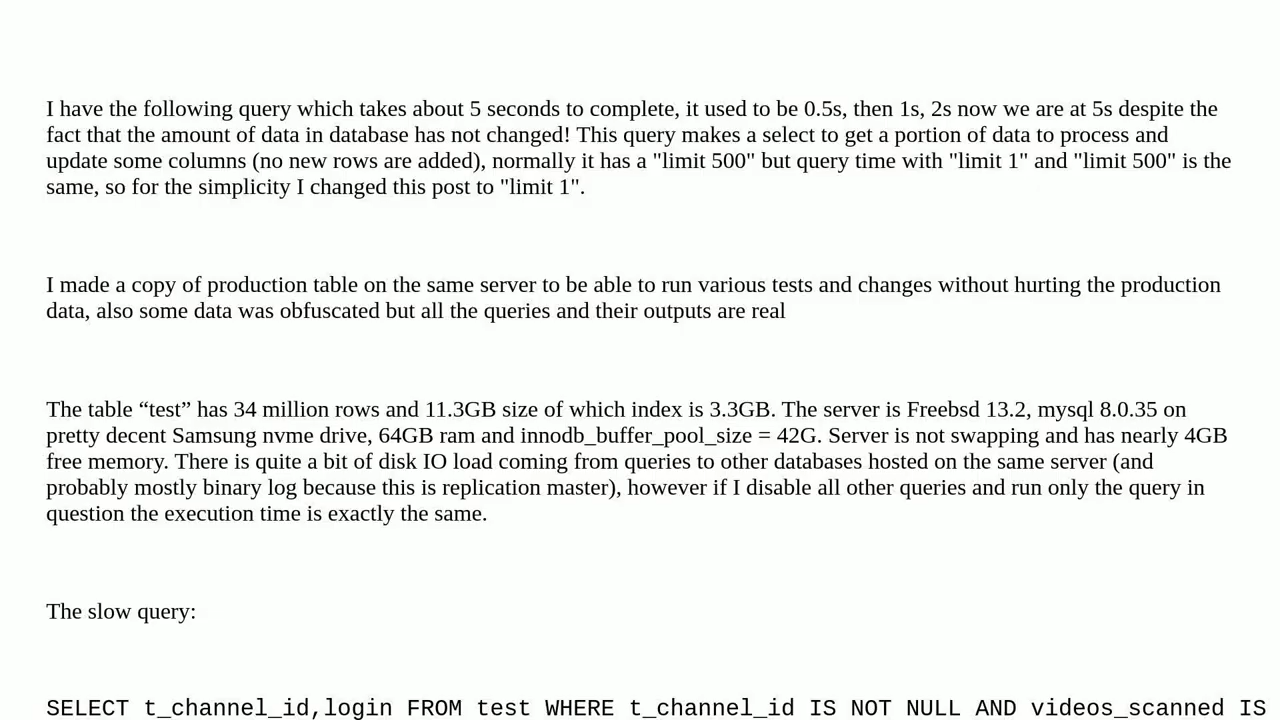 I have the following query which takes about 5 seconds to complete, it used to be 0.5s, then 1s, 2s now we are at 5s despite the
fact that the amount of data in database has not changed! This query makes a select to get a portion of data to process and
update some columns (no new rows are added), normally it has a "limit 500" but query time with "limit 1" and "limit 500" is the
same, so for the simplicity I changed this post to "limit 1".
I made a copy of production table on the same server to be able to run various tests and changes without hurting the production
data, also some data was obfuscated but all the queries and their outputs are real
The table “test” has 34 million rows and 11.3GB size of which index is 3.3GB. The server is Freebsd 13.2, mysql 8.0.35 on
pretty decent Samsung nvme drive, 64GB ram and innodb_buffer_pool_size = 42G. Server is not swapping and has nearly 4GB
free memory. There is quite a bit of disk IO load coming from queries to other databases hosted on the same server (and
probably mostly binary log because this is replication master), however if I disable all other queries and run only the query in
question the execution time is exactly the same.
The slow query:
SELECT t_channel_id,login FROM test WHERE t_channel_id IS NOT NULL AND videos_scanned IS